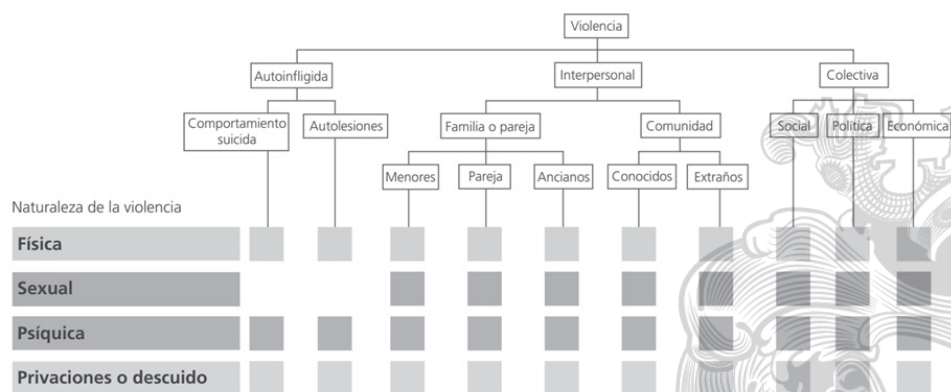 Violencia
Autoinfligida
Interpersonal
Colectiva
Comportamiento
suicida
Autolesiones
Familia o pareja
Comunidad
Social
Política
Económica
Menores
Pareja
Ancianos
Conocidos
Extraños
Naturaleza de la violencia
Física
Sexual
Psíquica
Privaciones o descuido